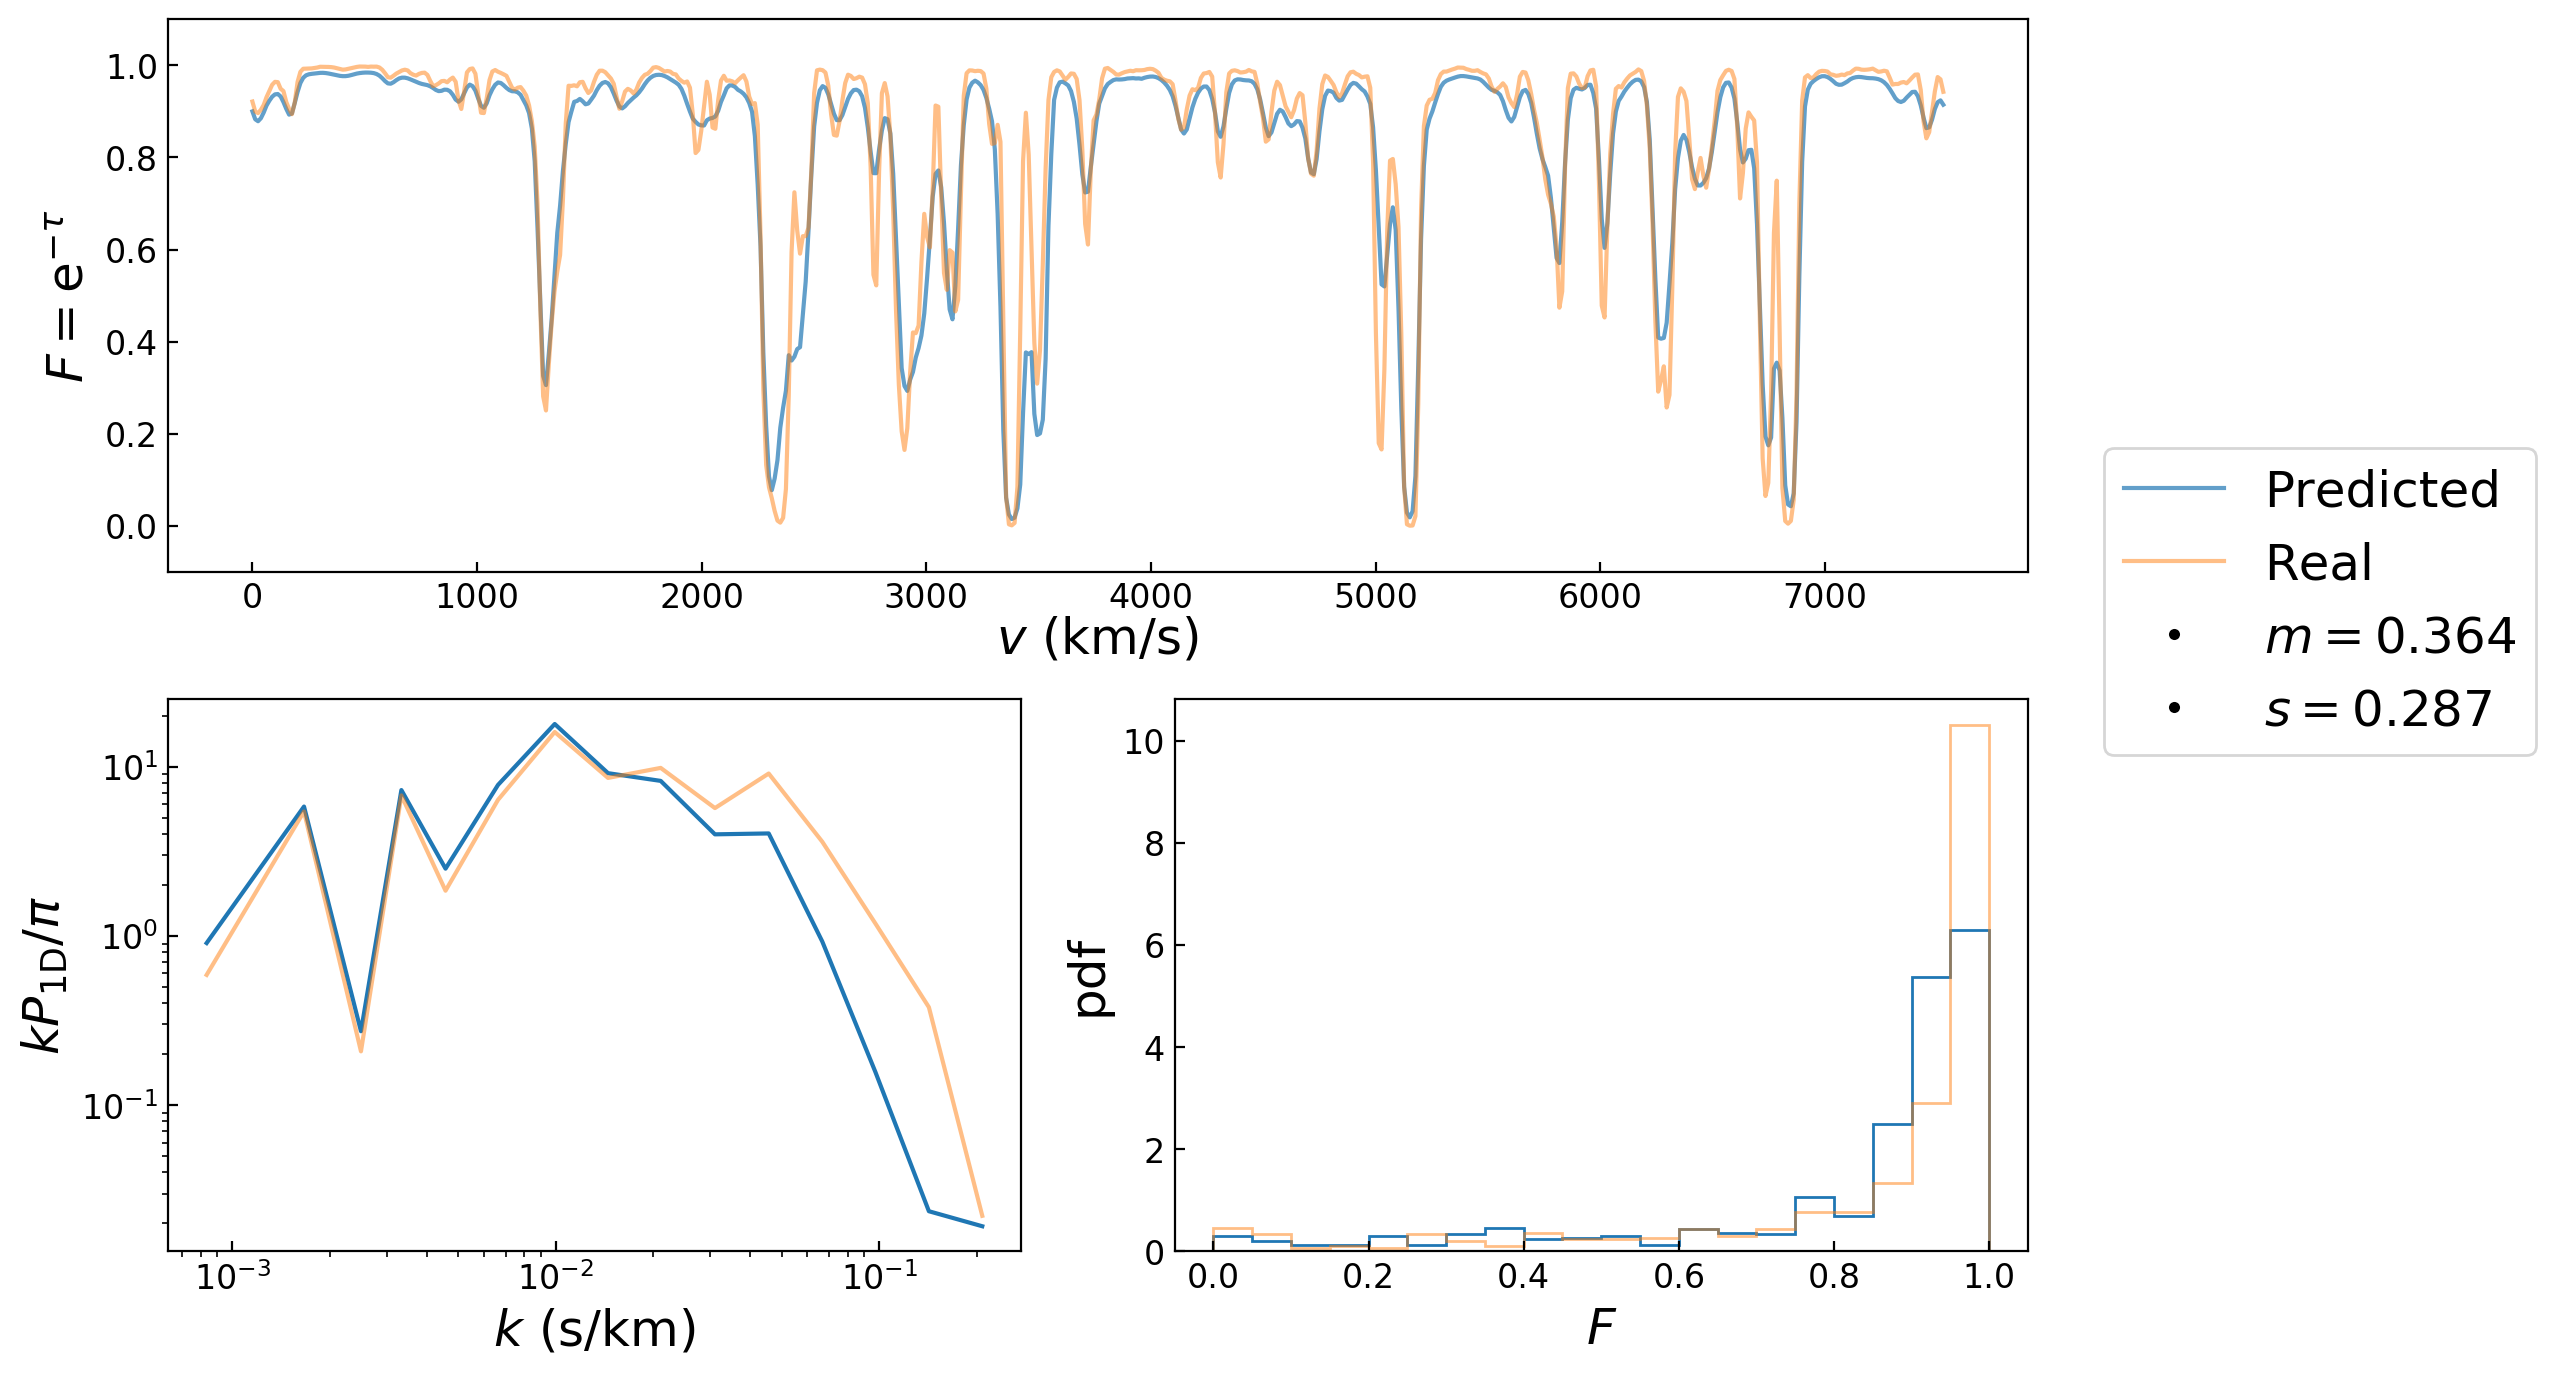 F = e^{-τ}
1.0
0.8
0.6
0.4
0.2
0.0
0 1000 2000 3000 4000 5000 6000 7000
v (km/s)
Predicted
Real
m = 0.364
s = 0.287
kP_{1D}/π
10^1
10^0
10^{-1}
10^{-3} 10^{-2} 10^{-1}
k (s/km)
pdf
10
8
6
4
2
0
0.0 0.2 0.4 0.6 0.8 1.0
F